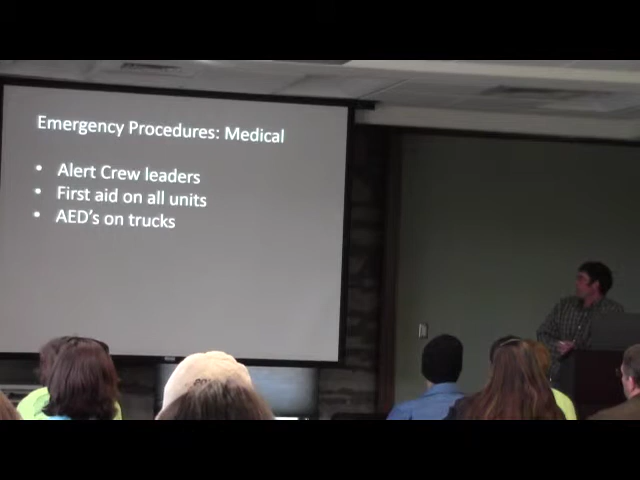 Emergency Procedures: Medical
• Alert Crew leaders
• First aid on all units
• AED's on trucks